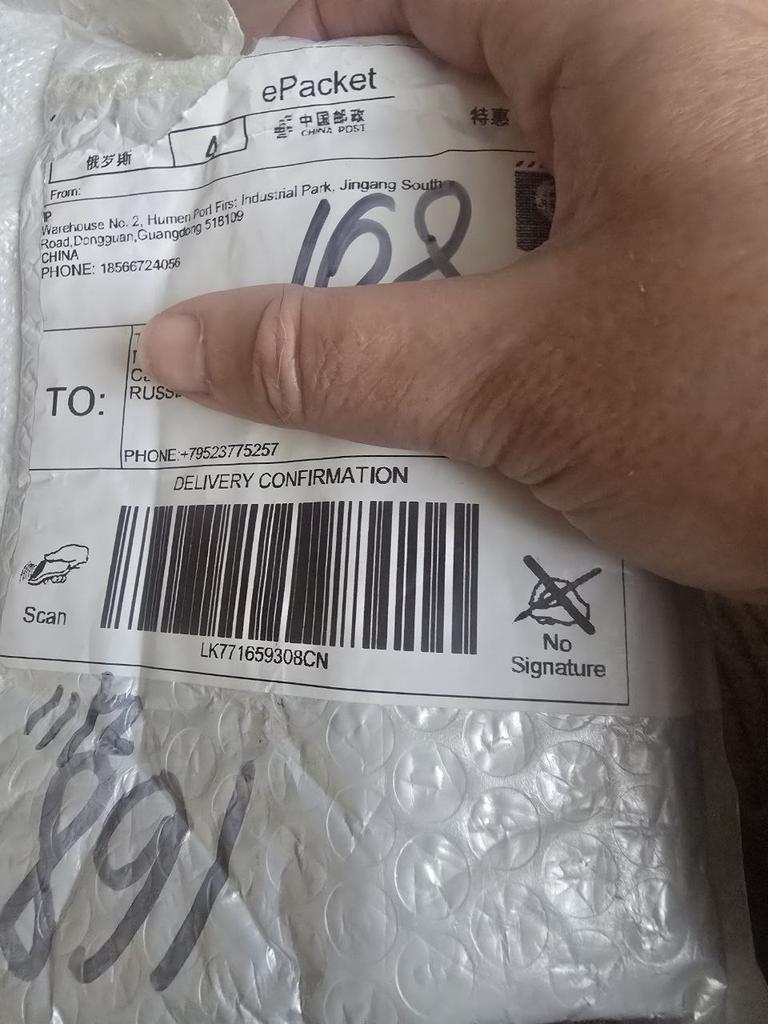 ePacket
中国邮政
CHINA POST
特惠
俄罗斯
4
From:
Warehouse No. 2, Humen Port First Industrial Park, Jingang South
Road,Dongguan,Guangdong 518109
CHINA
PHONE: 18566724056
168
TO:
PHONE:+79523775257
DELIVERY CONFIRMATION
Scan
LK771659308CN
No
Signature
168